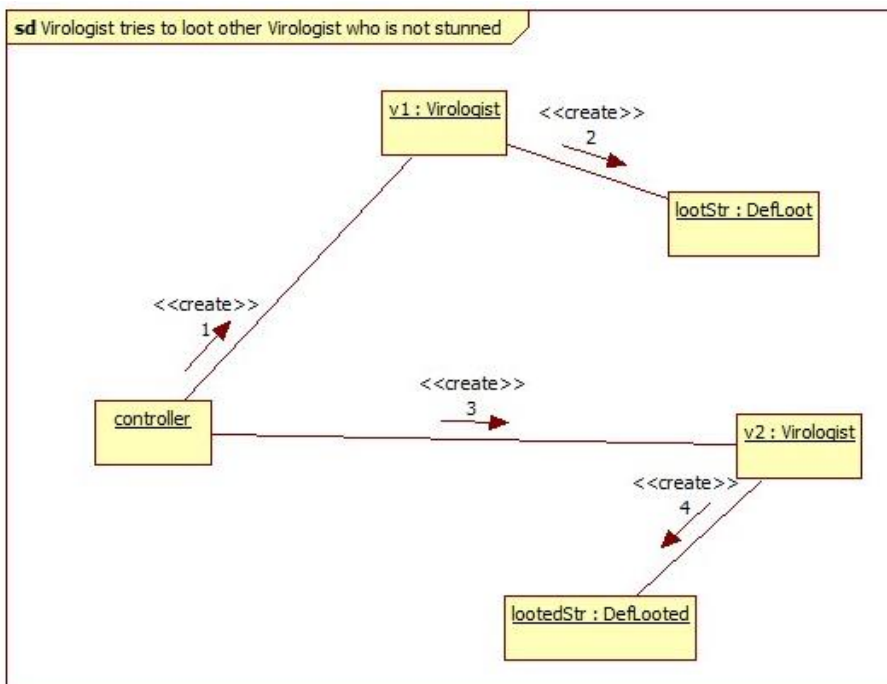 sd Virologist tries to loot other Virologist who is not stunned
v1 : Virologist
<<create>>
2
lootStr : DefLoot
<<create>>
1
<<create>>
3
controller
v2 : Virologist
<<create>>
4
lootedStr : DefLooted